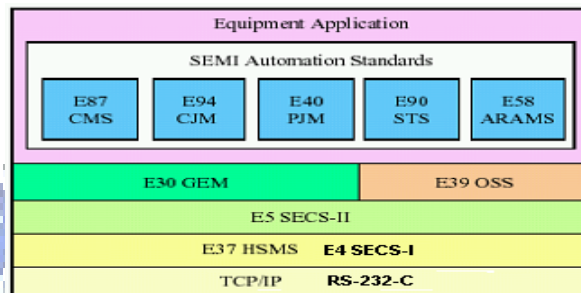 Equipment Application
SEMI Automation Standards
E87 E94 E40 E90 E58
CMS CJM PJM STS ARAMS
E30 GEM E39 OSS
E5 SECS-II
E37 HSMS E4 SECS-I
TCP/IP RS-232-C